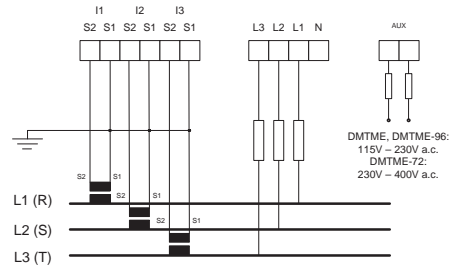 I1 I2 I3
S2 S1 S2 S1 S2 S1 L3 L2 L1 N AUX
DMTME, DMTME-96:
115V – 230V a.c.
DMTME-72:
230V – 400V a.c.
S2 S1
L1 (R)
S2 S1
L2 (S)
S2 S1
L3 (T)